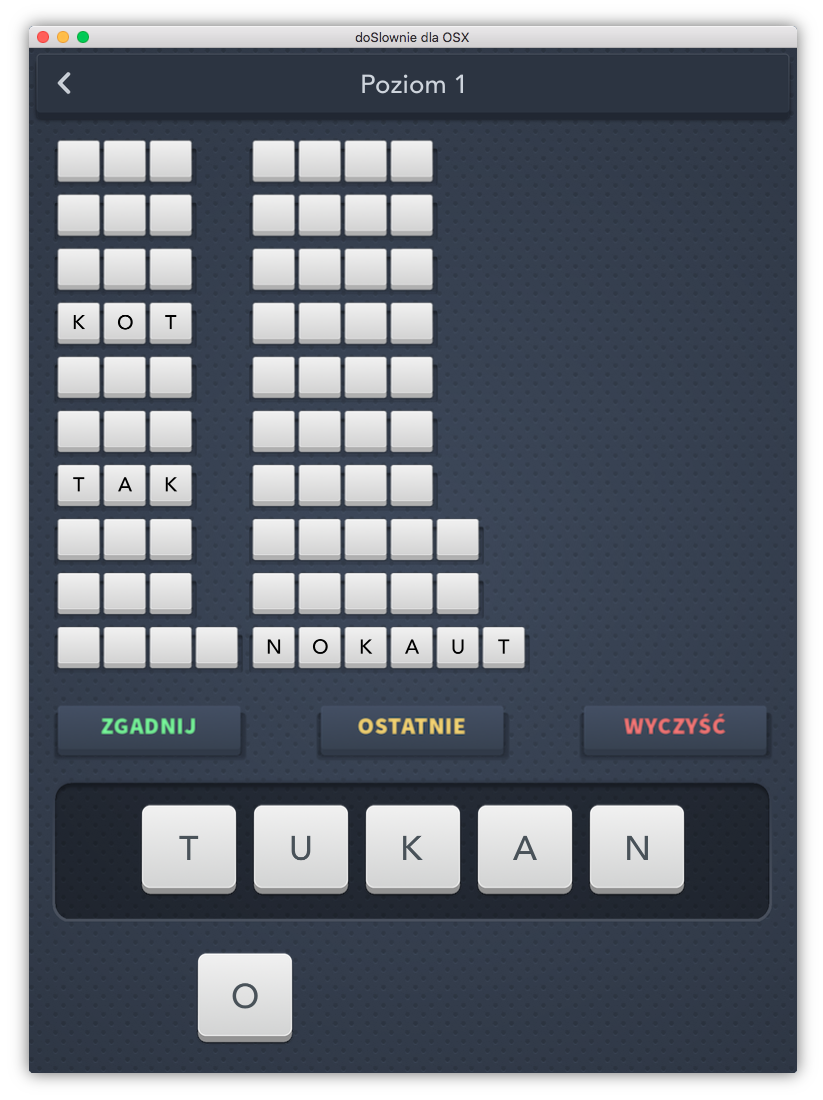 doSlownie dla OSX
Poziom 1
K O T
T A K
N O K A U T
ZGADNIJ OSTATNIE WYCZYŚĆ
T U K A N
O